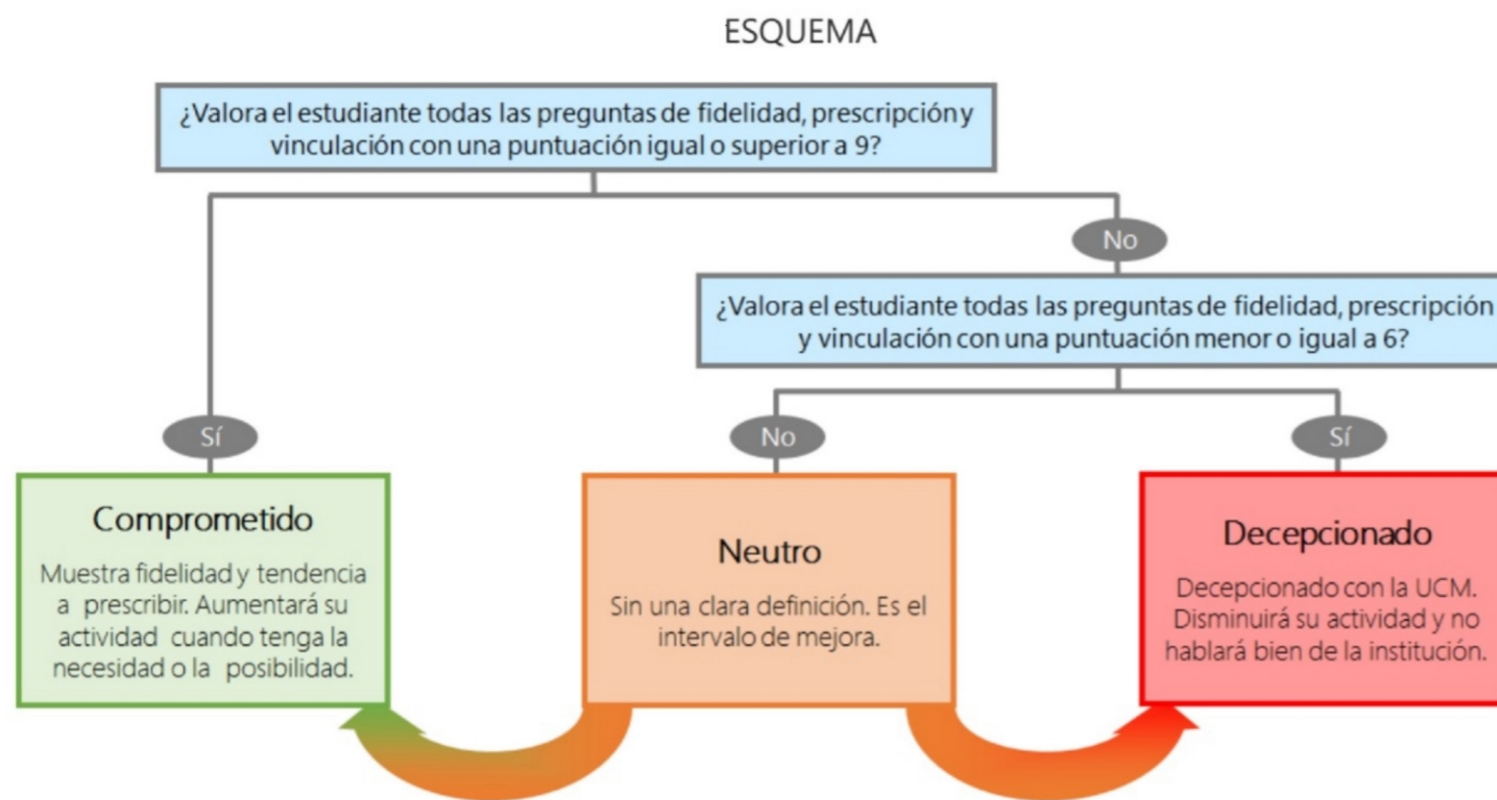 ESQUEMA
¿Valora el estudiante todas las preguntas de fidelidad, prescripción y
vinculación con una puntuación igual o superior a 9?
No
¿Valora el estudiante todas las preguntas de fidelidad, prescripción
y vinculación con una puntuación menor o igual a 6?
Sí
No
Sí
Comprometido
Muestra fidelidad y tendencia
a prescribir. Aumentará su
actividad cuando tenga la
necesidad o la posibilidad.
Neutro
Sin una clara definición. Es el
intervalo de mejora.
Decepcionado
Decepcionado con la UCM.
Disminuirá su actividad y no
hablará bien de la institución.